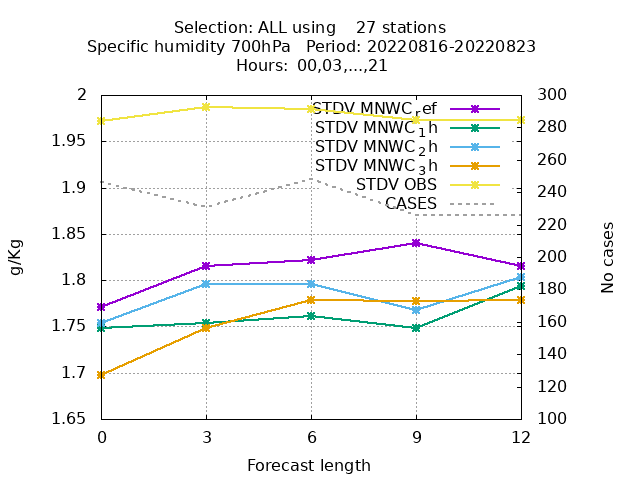 Selection: ALL using    27 stations
Specific humidity 700hPa   Period: 20220816-20220823
Hours: 00,03,...,21
STDV MNWC_ref
STDV MNWC_1h
STDV MNWC_2h
STDV MNWC_3h
STDV OBS
CASES
2
1.95
1.9
1.85
1.8
1.75
1.7
1.65
300
280
260
240
220
200
180
160
140
120
100
g/Kg
No cases
0 3 6 9 12
Forecast length